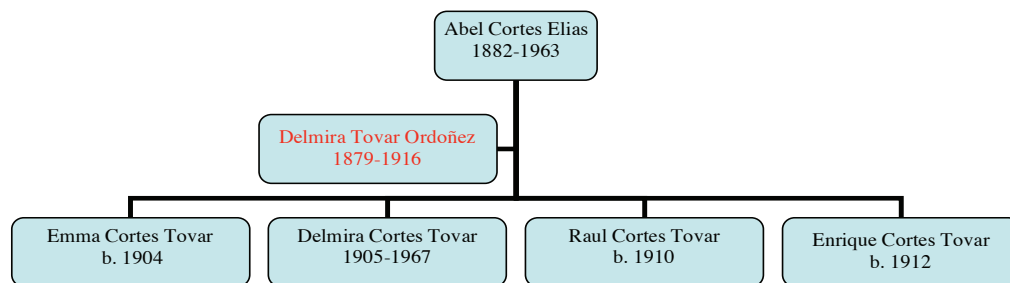 Abel Cortes Elias
1882-1963
Delmira Tovar Ordoñez
1879-1916
Emma Cortes Tovar
b. 1904
Delmira Cortes Tovar
1905-1967
Raul Cortes Tovar
b. 1910
Enrique Cortes Tovar
b. 1912